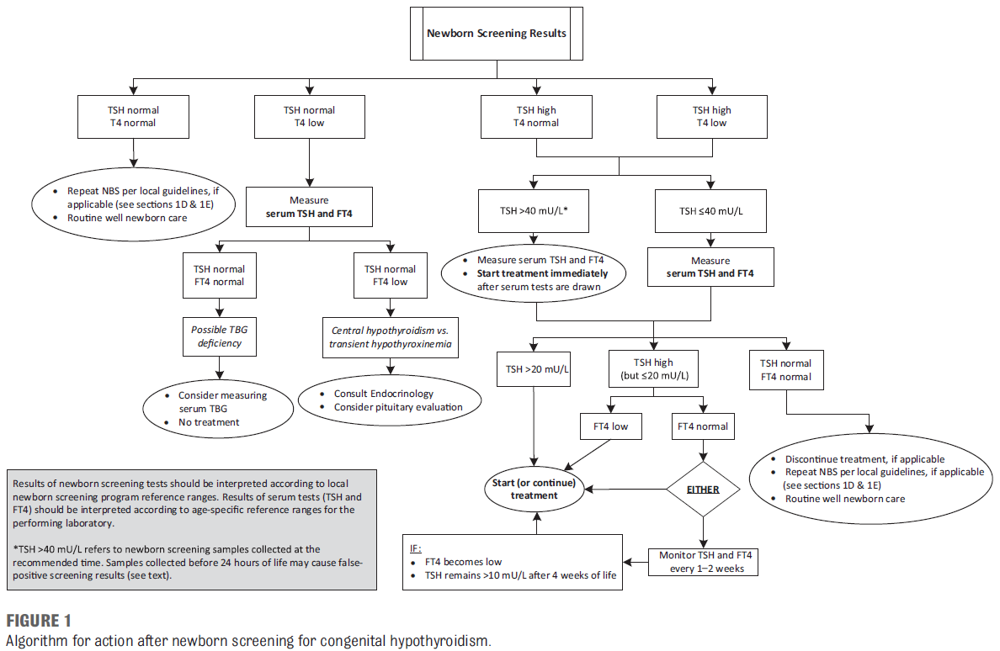 Newborn Screening Results
TSH normal
T4 normal
TSH normal
T4 low
TSH high
T4 normal
TSH high
T4 low
• Repeat NBS per local guidelines, if
applicable (see sections 1D & 1E)
• Routine well newborn care
Measure
serum TSH and FT4
TSH >40 mU/L*
TSH ≤40 mU/L
• Measure serum TSH and FT4
• Start treatment immediately
after serum tests are drawn
Measure
serum TSH and FT4
TSH normal
FT4 normal
TSH normal
FT4 low
Possible TBG
deficiency
Central hypothyroidism vs.
transient hypothyroxinemia
• Consider measuring
serum TBG
• No treatment
• Consult Endocrinology
• Consider pituitary evaluation
TSH >20 mU/L
TSH high
(but ≤20 mU/L)
TSH normal
FT4 normal
FT4 low
FT4 normal
Start (or continue)
treatment
EITHER
• Discontinue treatment, if applicable
• Repeat NBS per local guidelines, if applicable
(see sections 1D & 1E)
• Routine well newborn care
IF:
• FT4 becomes low
• TSH remains >10 mU/L after 4 weeks of life
Monitor TSH and FT4
every 1–2 weeks
Results of newborn screening tests should be interpreted according to local
newborn screening program reference ranges. Results of serum tests (TSH and
FT4) should be interpreted according to age-specific reference ranges for the
performing laboratory.
*TSH >40 mU/L refers to newborn screening samples collected at the
recommended time. Samples collected before 24 hours of life may cause false-
positive screening results (see text).
FIGURE 1
Algorithm for action after newborn screening for congenital hypothyroidism.